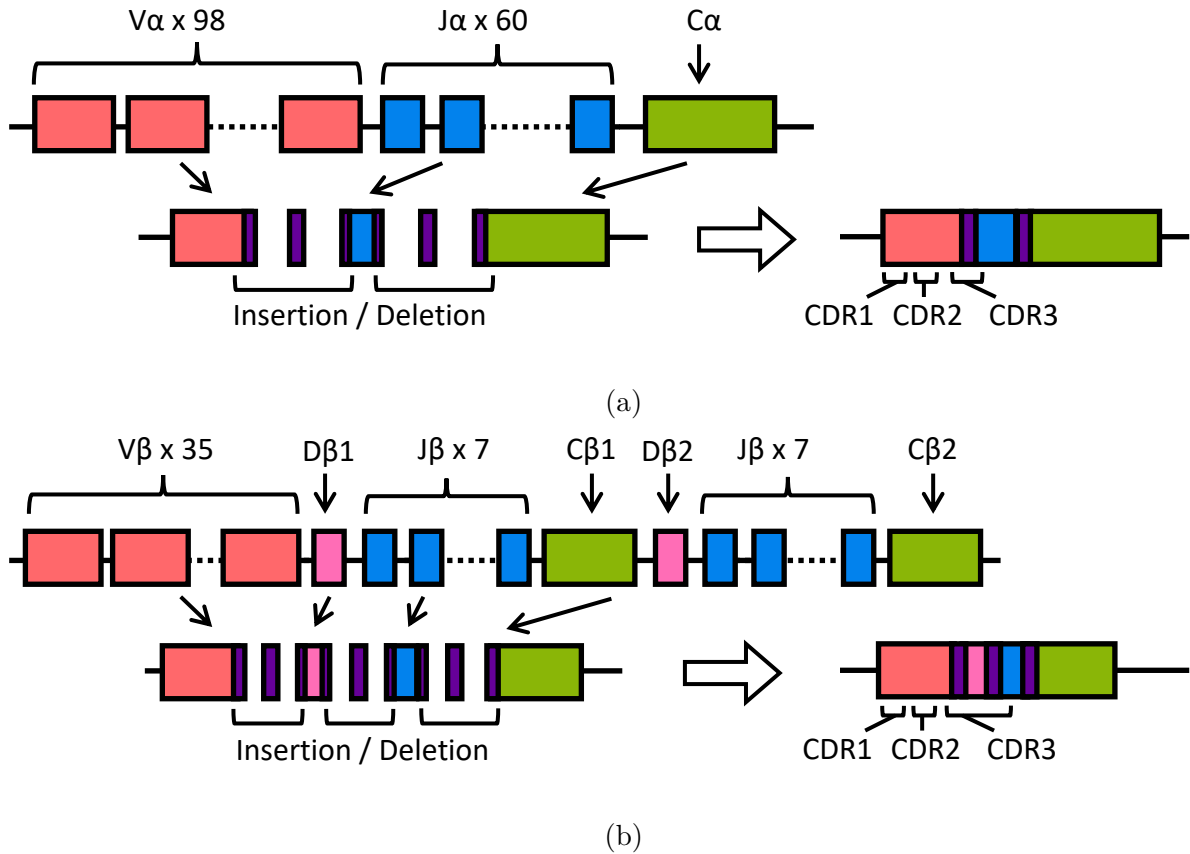 Vα x 98 Jα x 60 Cα
Insertion / Deletion
CDR1 CDR2 CDR3
(a)
Vβ x 35 Dβ1 Jβ x 7 Cβ1 Dβ2 Jβ x 7 Cβ2
Insertion / Deletion
CDR1 CDR2 CDR3
(b)